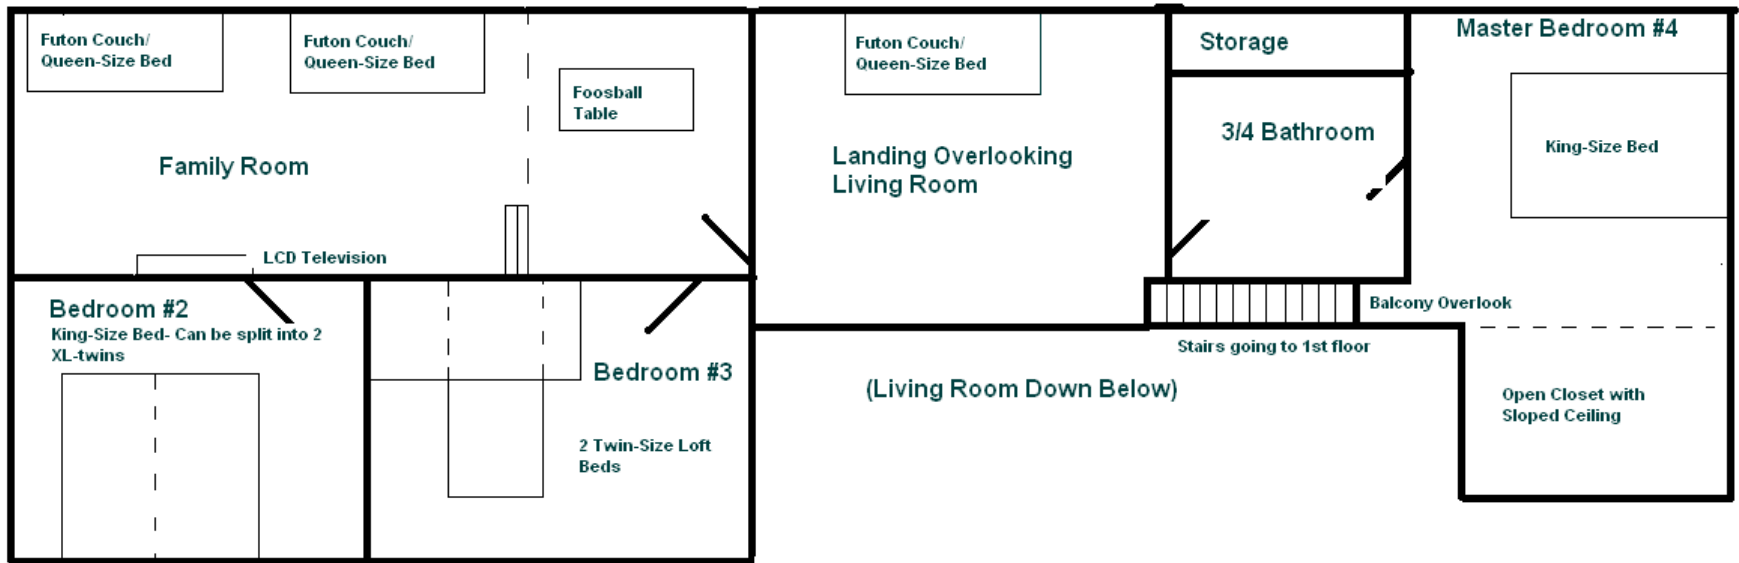 Futon Couch/
Queen-Size Bed
Futon Couch/
Queen-Size Bed
Foosball
Table
Family Room
LCD Television
Futon Couch/
Queen-Size Bed
Landing Overlooking
Living Room
Storage
3/4 Bathroom
Master Bedroom #4
King-Size Bed
Bedroom #2
King-Size Bed- Can be split into 2
XL-twins
Bedroom #3
2 Twin-Size Loft
Beds
Balcony Overlook
Stairs going to 1st floor
(Living Room Down Below)
Open Closet with
Sloped Ceiling